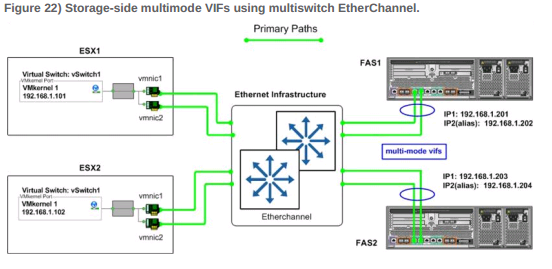 Figure 22) Storage-side multimode VIFs using multiswitch EtherChannel.
Primary Paths
ESX1
Virtual Switch: vSwitch1
VMkernel Port
VMkernel 1
192.168.1.101
vmnic1
vmnic2
Ethernet Infrastructure
Etherchannel
FAS1
IP1: 192.168.1.201
IP2(alias): 192.168.1.202
multi-mode vifs
ESX2
Virtual Switch: vSwitch1
VMkernel Port
VMkernel 1
192.168.1.102
vmnic1
vmnic2
IP1: 192.168.1.203
IP2(alias): 192.168.1.204
FAS2